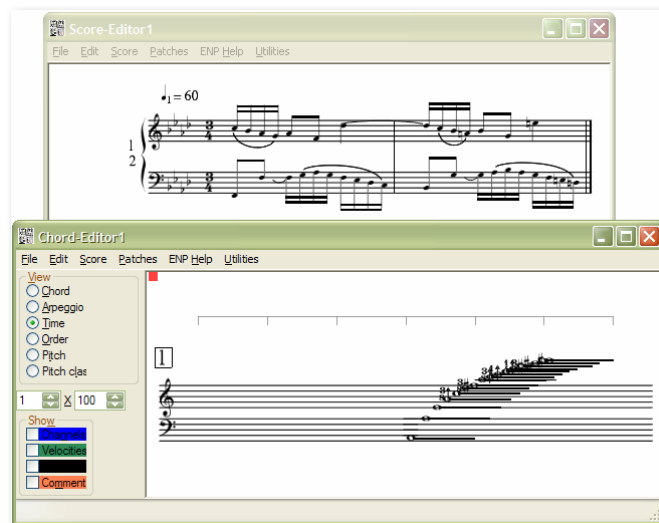 Score-Editor1
File Edit Score Patches ENP Help Utilities
♩1 = 60
1
2
3
4
3
4
Chord-Editor1
File Edit Score Patches ENP Help Utilities
View
Chord
Arpeggio
Time
Order
Pitch
Pitch clas
1 X 100
1
Show
Channels
Velocities
Comment